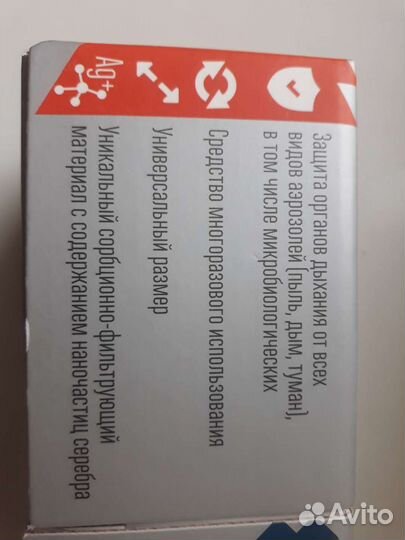 Защита органов дыхания от всех
видов аэрозолей (пыль, дым, туман),
в том числе микробиологических
Средство многоразового использования
Универсальный размер
Ag+
Уникальный сорбционно-фильтрующий
материал с содержанием наночастиц серебра
Avito